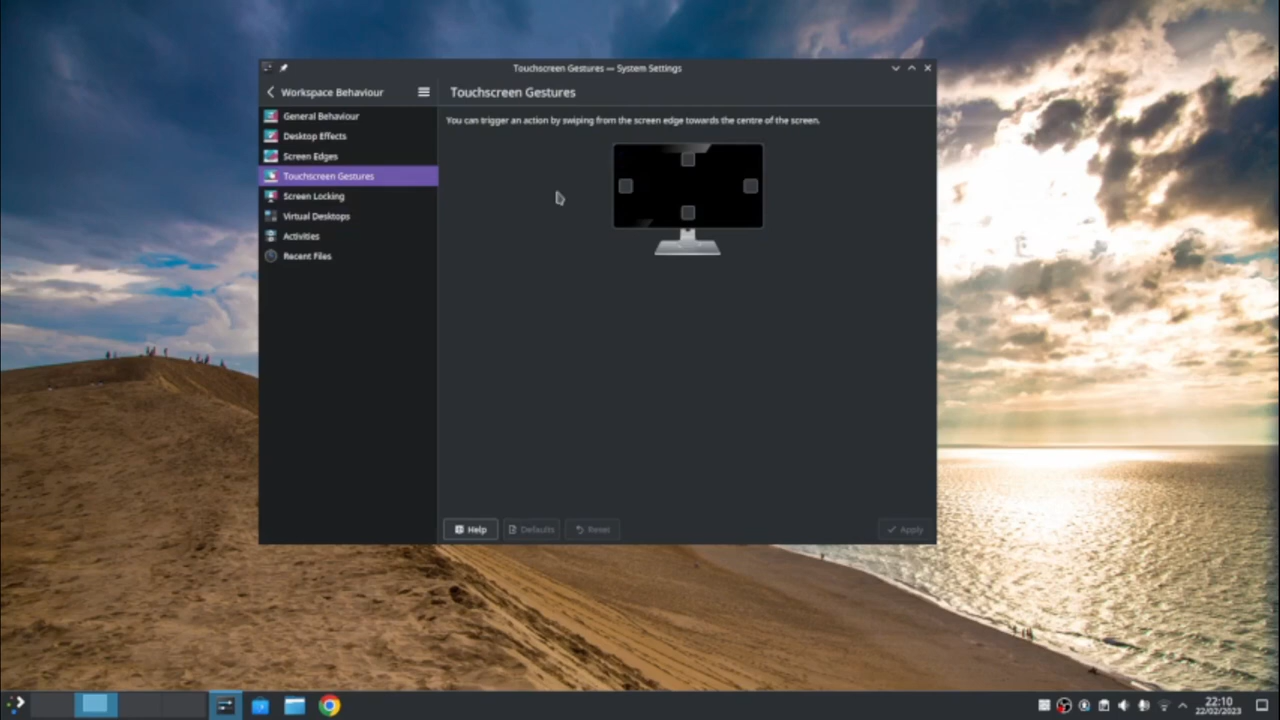 Touchscreen Gestures — System Settings
Workspace Behaviour
Touchscreen Gestures
General Behaviour
Desktop Effects
Screen Edges
Touchscreen Gestures
Screen Locking
Virtual Desktops
Activities
Recent Files
You can trigger an action by swiping from the screen edge towards the centre of the screen.
Help
Defaults
Reset
Apply
22:10
22/02/2023